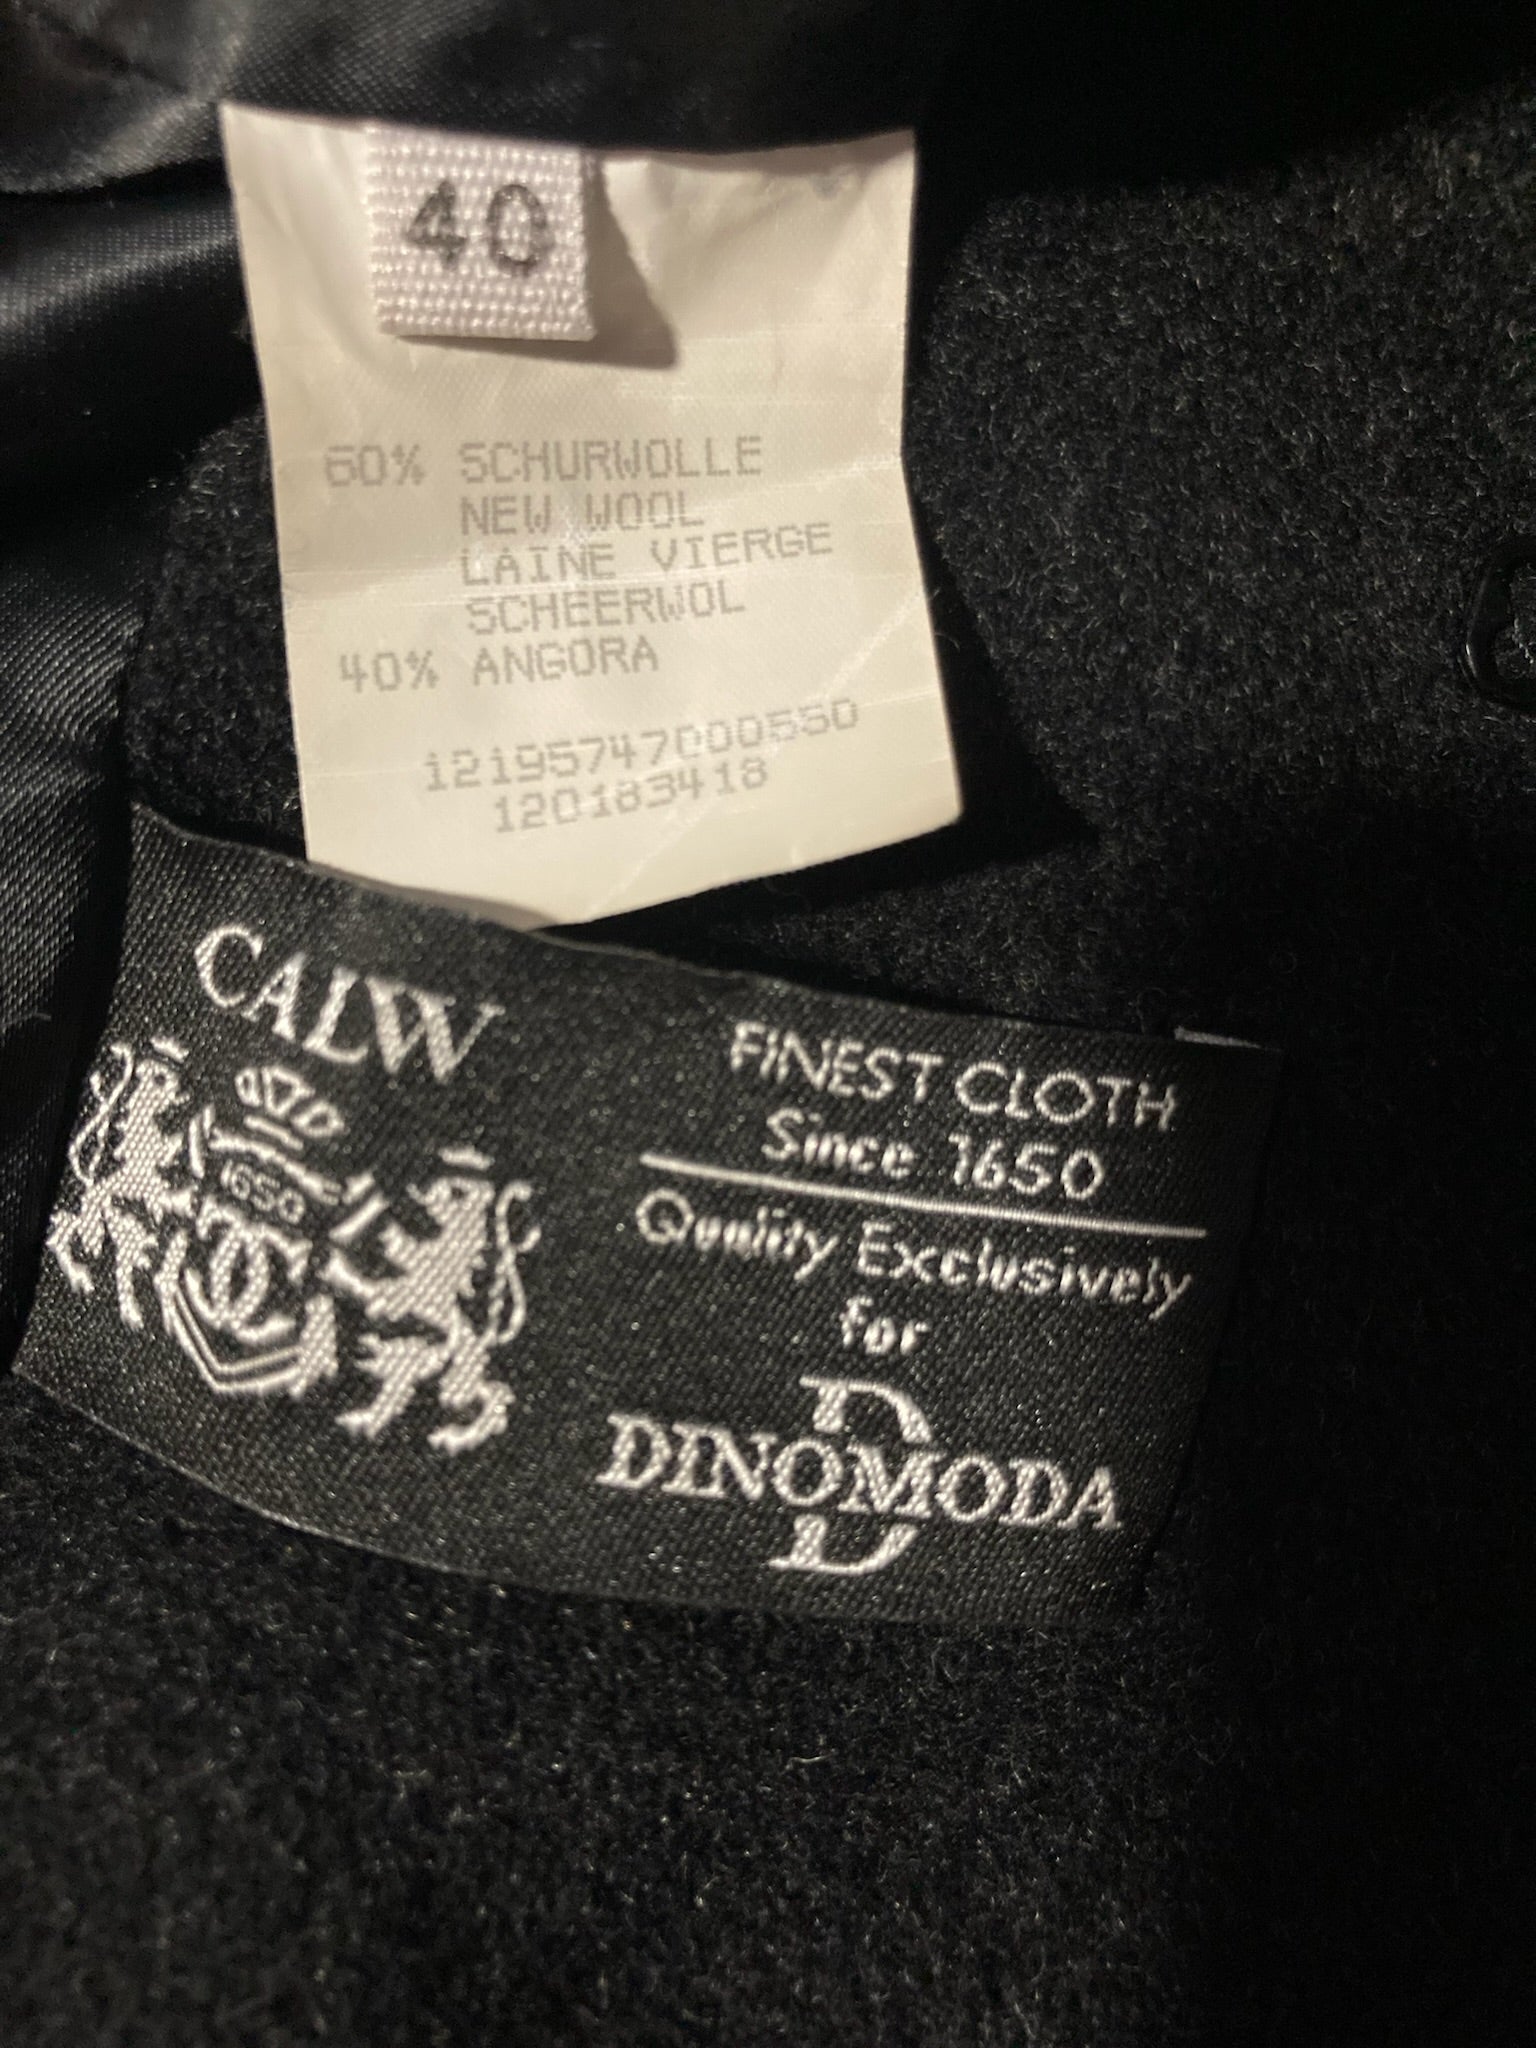 40
60% SCHURWOLLE
NEW WOOL
LAINE VIERGE
SCHEERWOL
40% ANGORA
12195747000550
120183418
CALW
1650
FINEST CLOTH
Since 1650
Quality Exclusively
for
DINOMODA